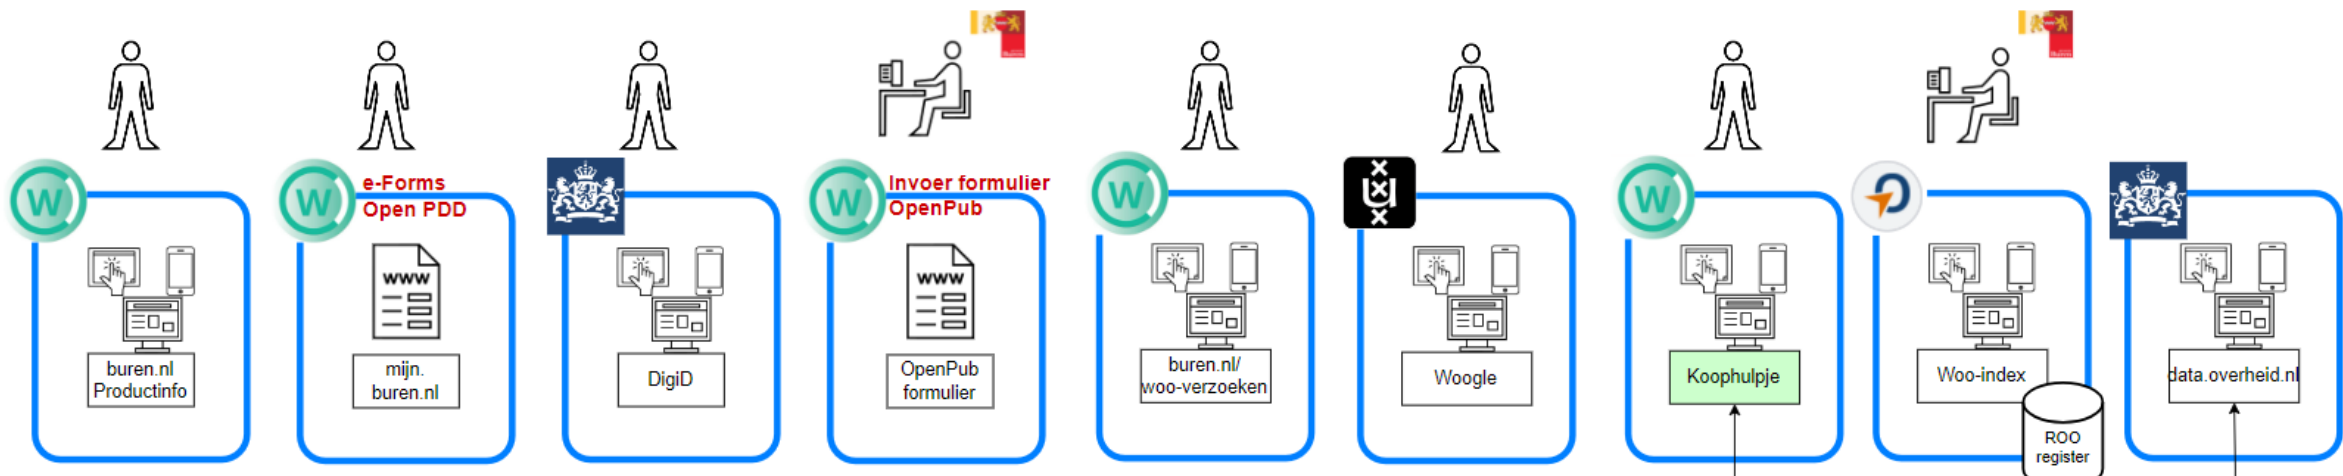 W
buren.nl
Productinfo
W
e-Forms
Open PDD
www
mijn.
buren.nl
DigiD
W
Invoer formulier
OpenPub
www
OpenPub
formulier
W
buren.nl/
woo-verzoeken
U
Woogle
W
Koophulpje
Woo-index
ROO
register
data.overheid.nl